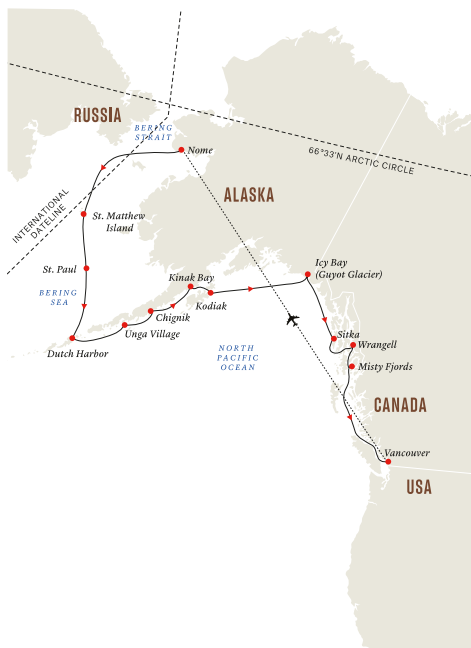 RUSSIA
BERING
STRAIT
Nome
66°33'N ARCTIC CIRCLE
ALASKA
INTERNATIONAL
DATELINE
St. Matthew
Island
St. Paul
BERING
SEA
Kinak Bay
Icy Bay
(Guyot Glacier)
Kodiak
Chignik
Unga Village
Dutch Harbor
NORTH
PACIFIC
OCEAN
Sitka
Wrangell
Misty Fjords
CANADA
Vancouver
USA